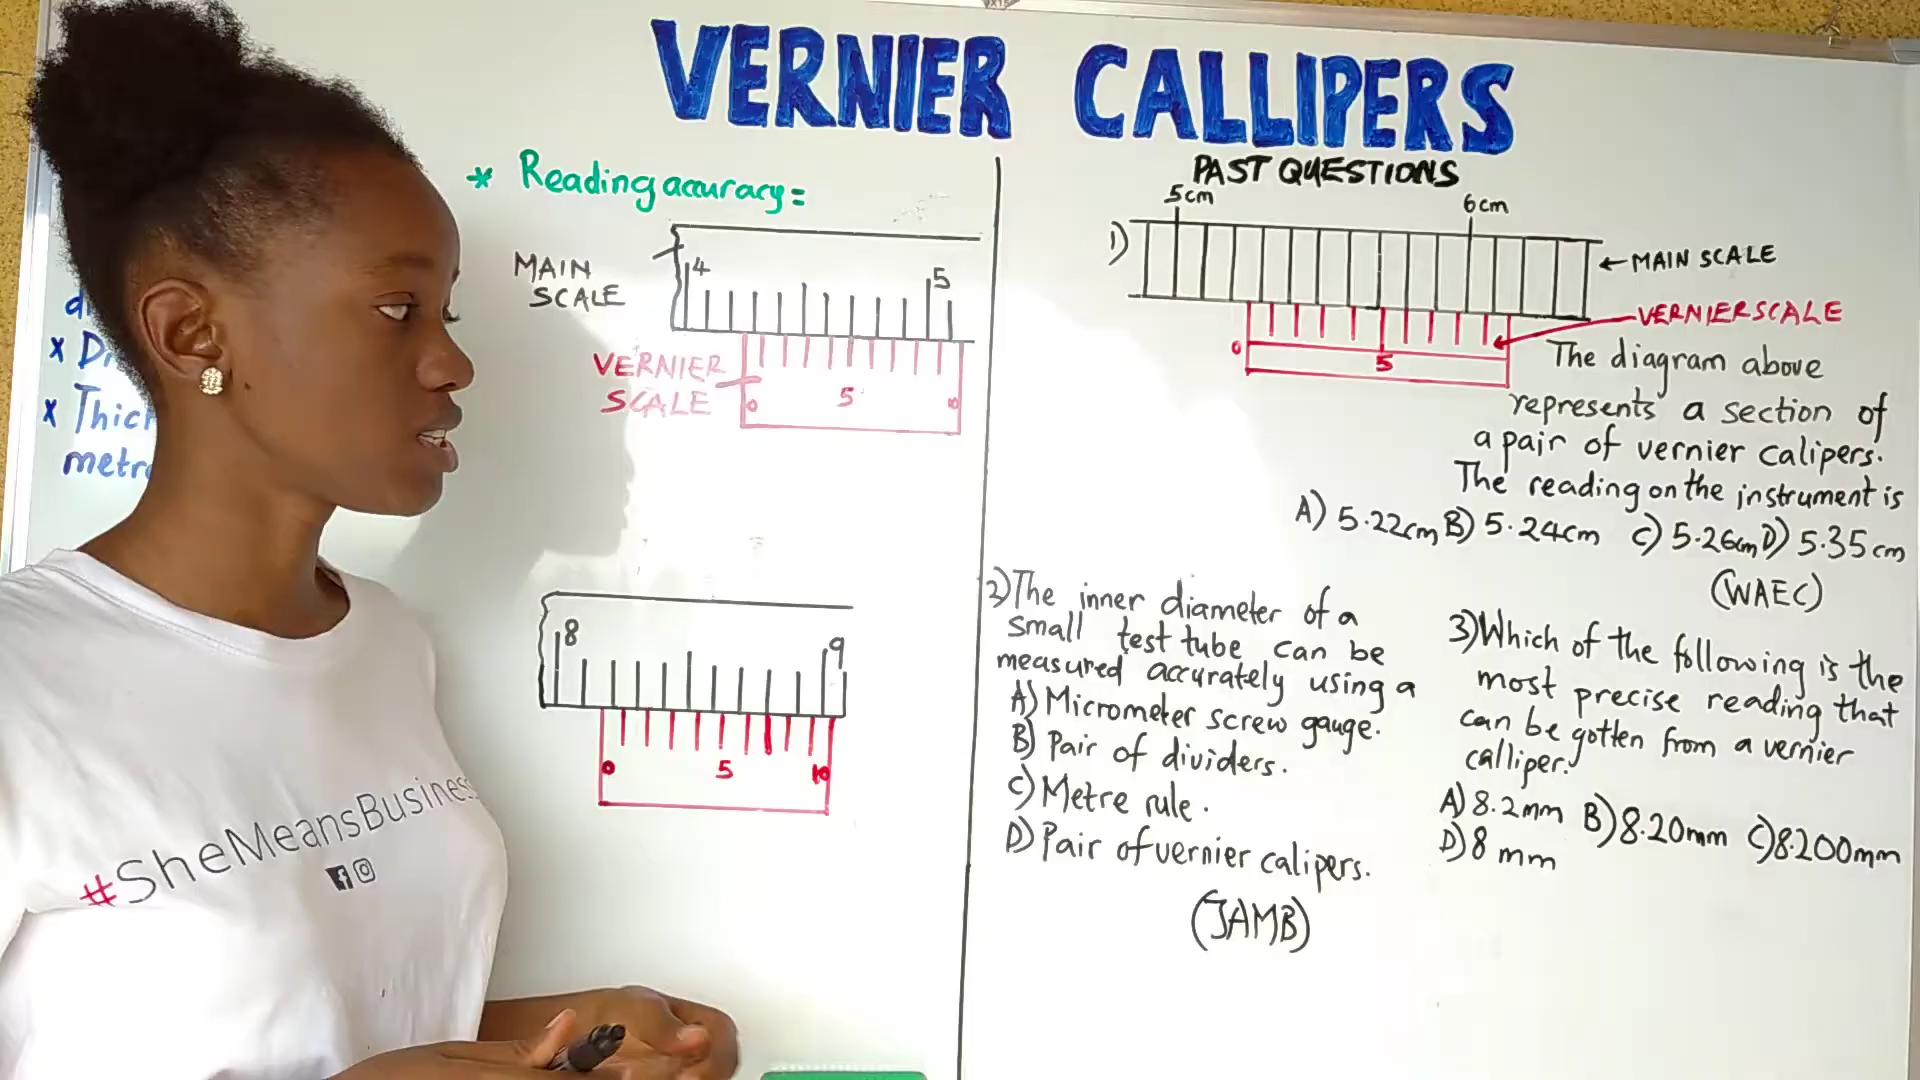 VERNIER CALLIPERS
* Reading accuracy =
MAIN
SCALE
4
5
VERNIER
SCALE
0
5
10
8
9
0
5
10
x
x Thick
metre
#SheMeansBusiness
PAST QUESTIONS
5cm
6cm
1)
← MAIN SCALE
VERNIER SCALE
0
5
The diagram above
represents a section of
a pair of vernier calipers.
The reading on the instrument is
A) 5.22cm B) 5.24cm C) 5.26cm D) 5.35cm
(WAEC)
2) The inner diameter of a
small test tube can be
measured accurately using a
A) Micrometer screw gauge.
B) Pair of dividers.
C) Metre rule.
D) Pair of vernier calipers.
(JAMB)
3) Which of the following is the
most precise reading that
can be gotten from a vernier
calliper.
A) 8.2mm B) 8.20mm C) 8.200mm
D) 8mm